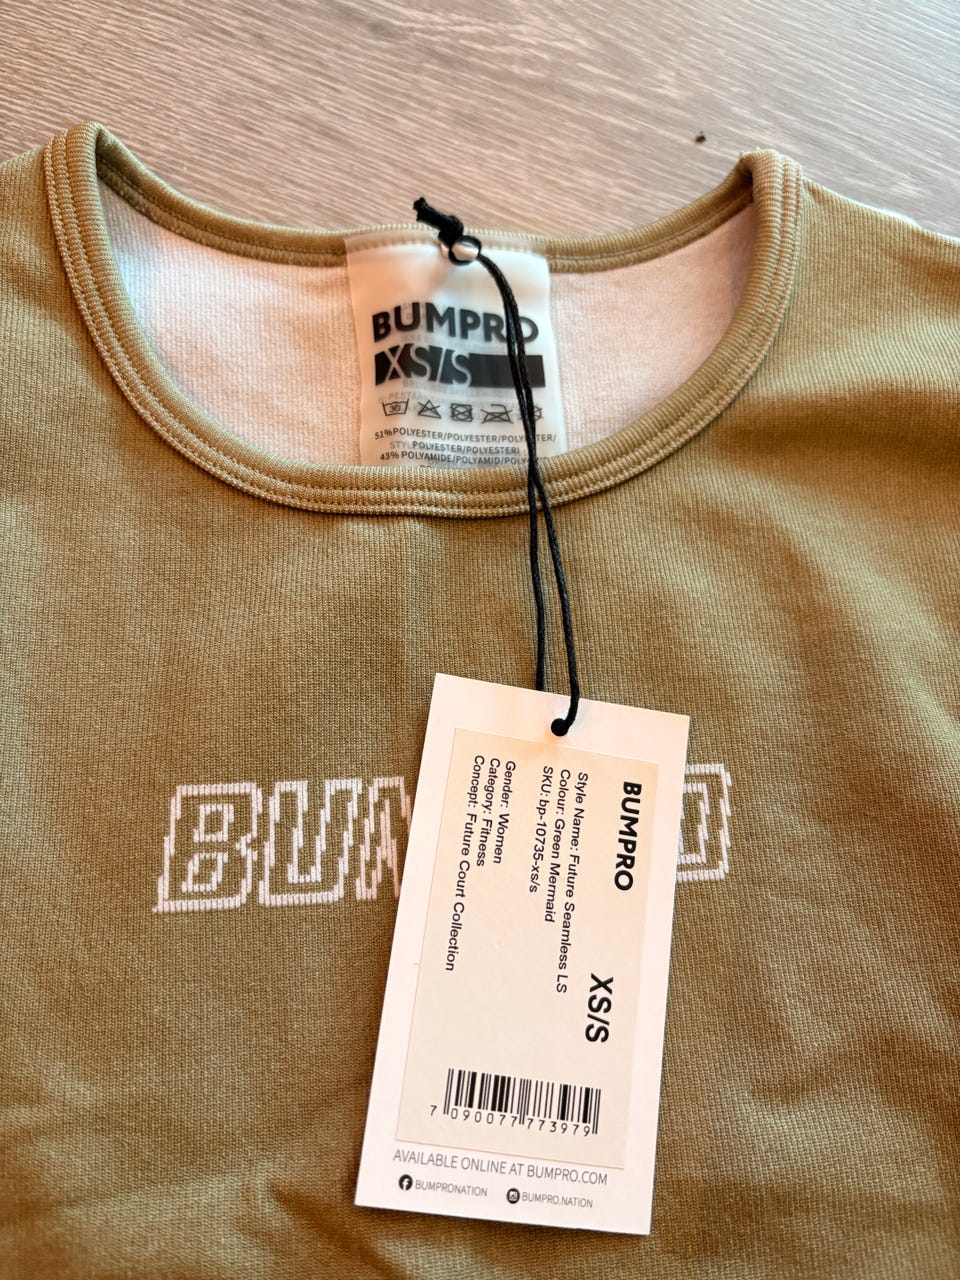 BUMPRO
XS/S
30
51%POLYESTER/POLYESTER/POLYESTER/
POLYESTER/POLYESTER/
43% POLYAMIDE/POLYAMID/
BUMPRO
XS/S
Style Name: Future Seamless LS
Colour: Green Mermaid
SKU: bp-10735-xs/s
Gender: Women
Category: Fitness
Concept: Future Court Collection
7 090077 773979
AVAILABLE ONLINE AT BUMPRO.COM
BUMPRONATION
BUMPRO.NATION